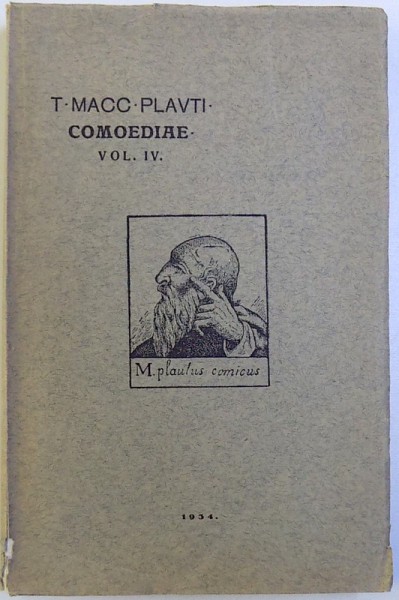 T·MACC·PLAVTI·
COMOEDIAE·
VOL. IV.
M. plautus comicus
1934.